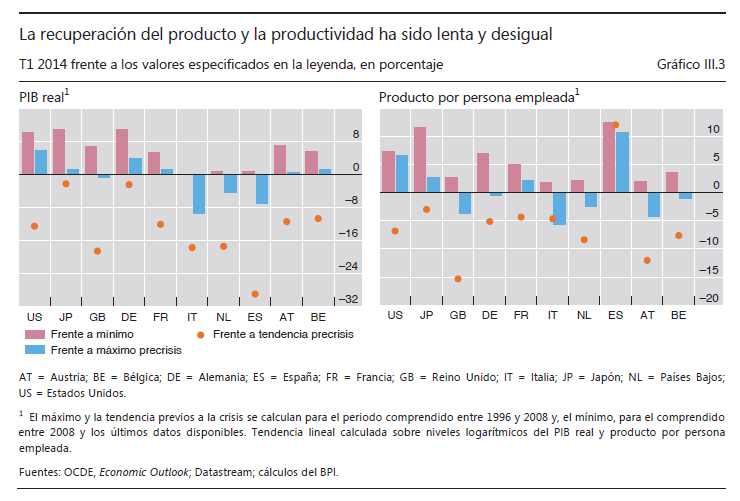 La recuperación del producto y la productividad ha sido lenta y desigual
T1 2014 frente a los valores especificados en la leyenda, en porcentaje
Gráfico III.3
PIB real¹
8
0
–8
–16
–24
–32
US JP GB DE FR IT NL ES AT BE
Producto por persona empleada¹
10
5
0
–5
–10
–15
–20
US JP GB DE FR IT NL ES AT BE
Frente a mínimo
Frente a máximo precrisis
Frente a tendencia precrisis
AT = Austria; BE = Bélgica; DE = Alemania; ES = España; FR = Francia; GB = Reino Unido; IT = Italia; JP = Japón; NL = Países Bajos;
US = Estados Unidos.
¹ El máximo y la tendencia previos a la crisis se calculan para el periodo comprendido entre 1996 y 2008 y, el mínimo, para el comprendido
entre 2008 y los últimos datos disponibles. Tendencia lineal calculada sobre niveles logarítmicos del PIB real y producto por persona
empleada.
Fuentes: OCDE, Economic Outlook; Datastream; cálculos del BPI.